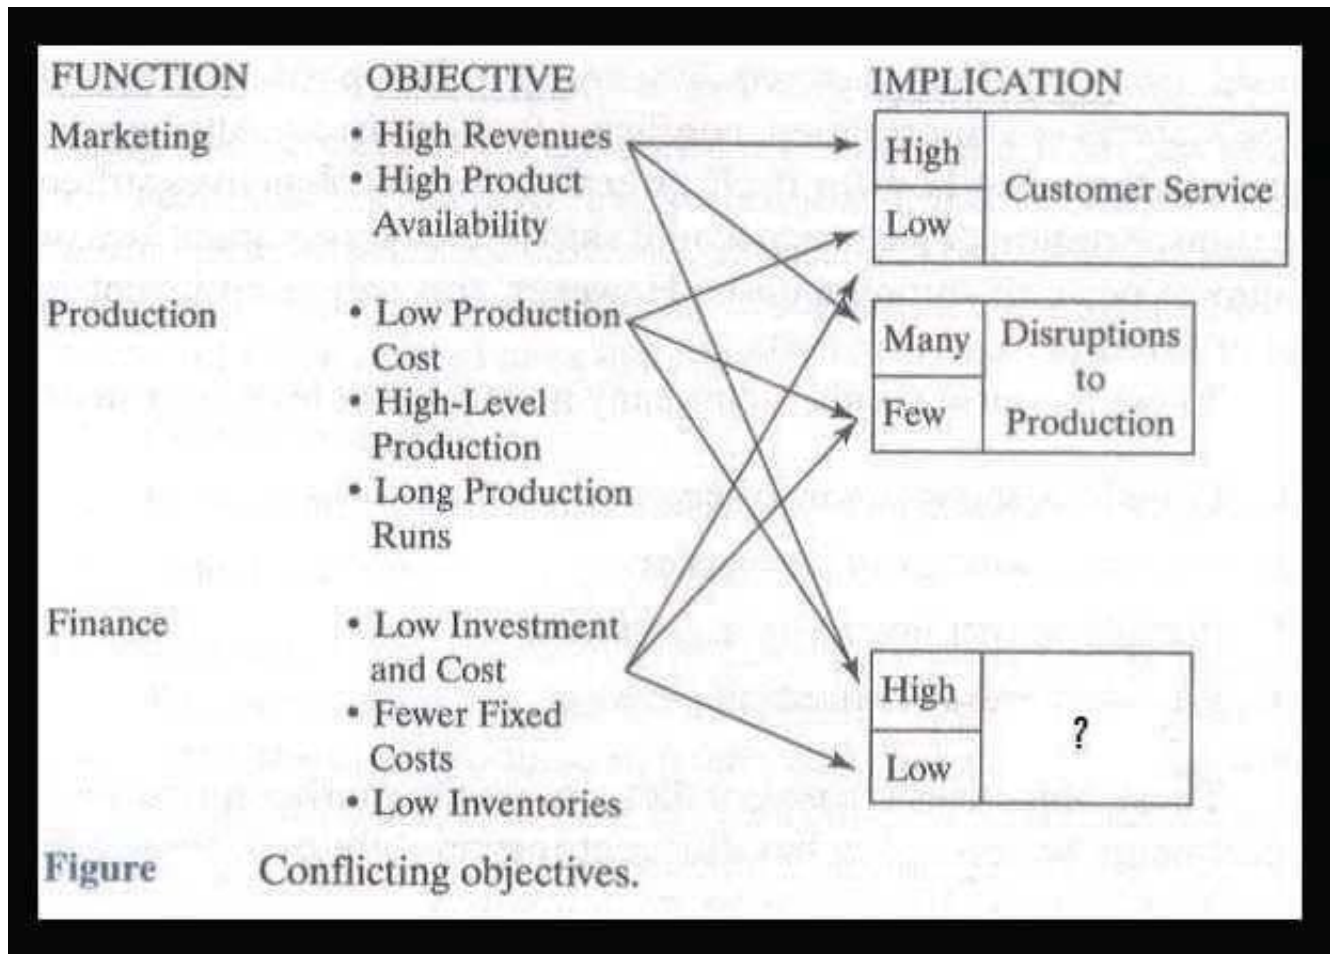 FUNCTION OBJECTIVE IMPLICATION
Marketing
• High Revenues
• High Product
Availability
High
Low
Customer Service
Production
• Low Production
Cost
• High-Level
Production
• Long Production
Runs
Many
Few
Disruptions
to
Production
Finance
• Low Investment
and Cost
• Fewer Fixed
Costs
• Low Inventories
High
Low
?
Figure Conflicting objectives.